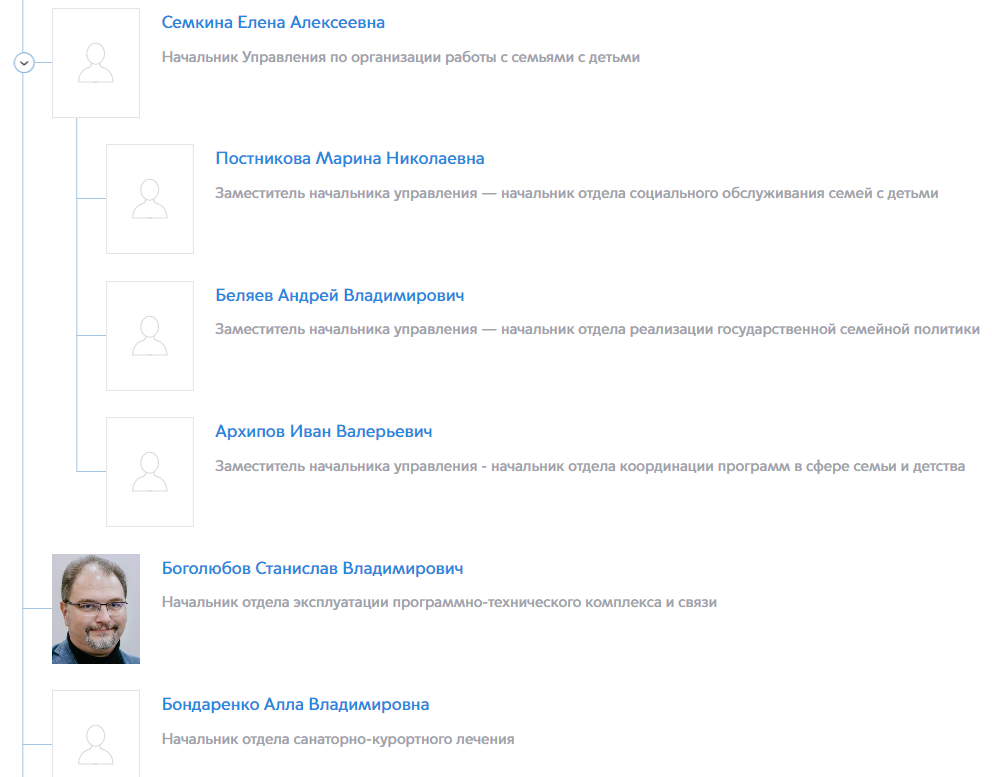 Семкина Елена Алексеевна
Начальник Управления по организации работы с семьями с детьми
Постникова Марина Николаевна
Заместитель начальника управления — начальник отдела социального обслуживания семей с детьми
Беляев Андрей Владимирович
Заместитель начальника управления — начальник отдела реализации государственной семейной политики
Архипов Иван Валерьевич
Заместитель начальника управления - начальник отдела координации программ в сфере семьи и детства
Боголюбов Станислав Владимирович
Начальник отдела эксплуатации программно-технического комплекса и связи
Бондаренко Алла Владимировна
Начальник отдела санаторно-курортного лечения